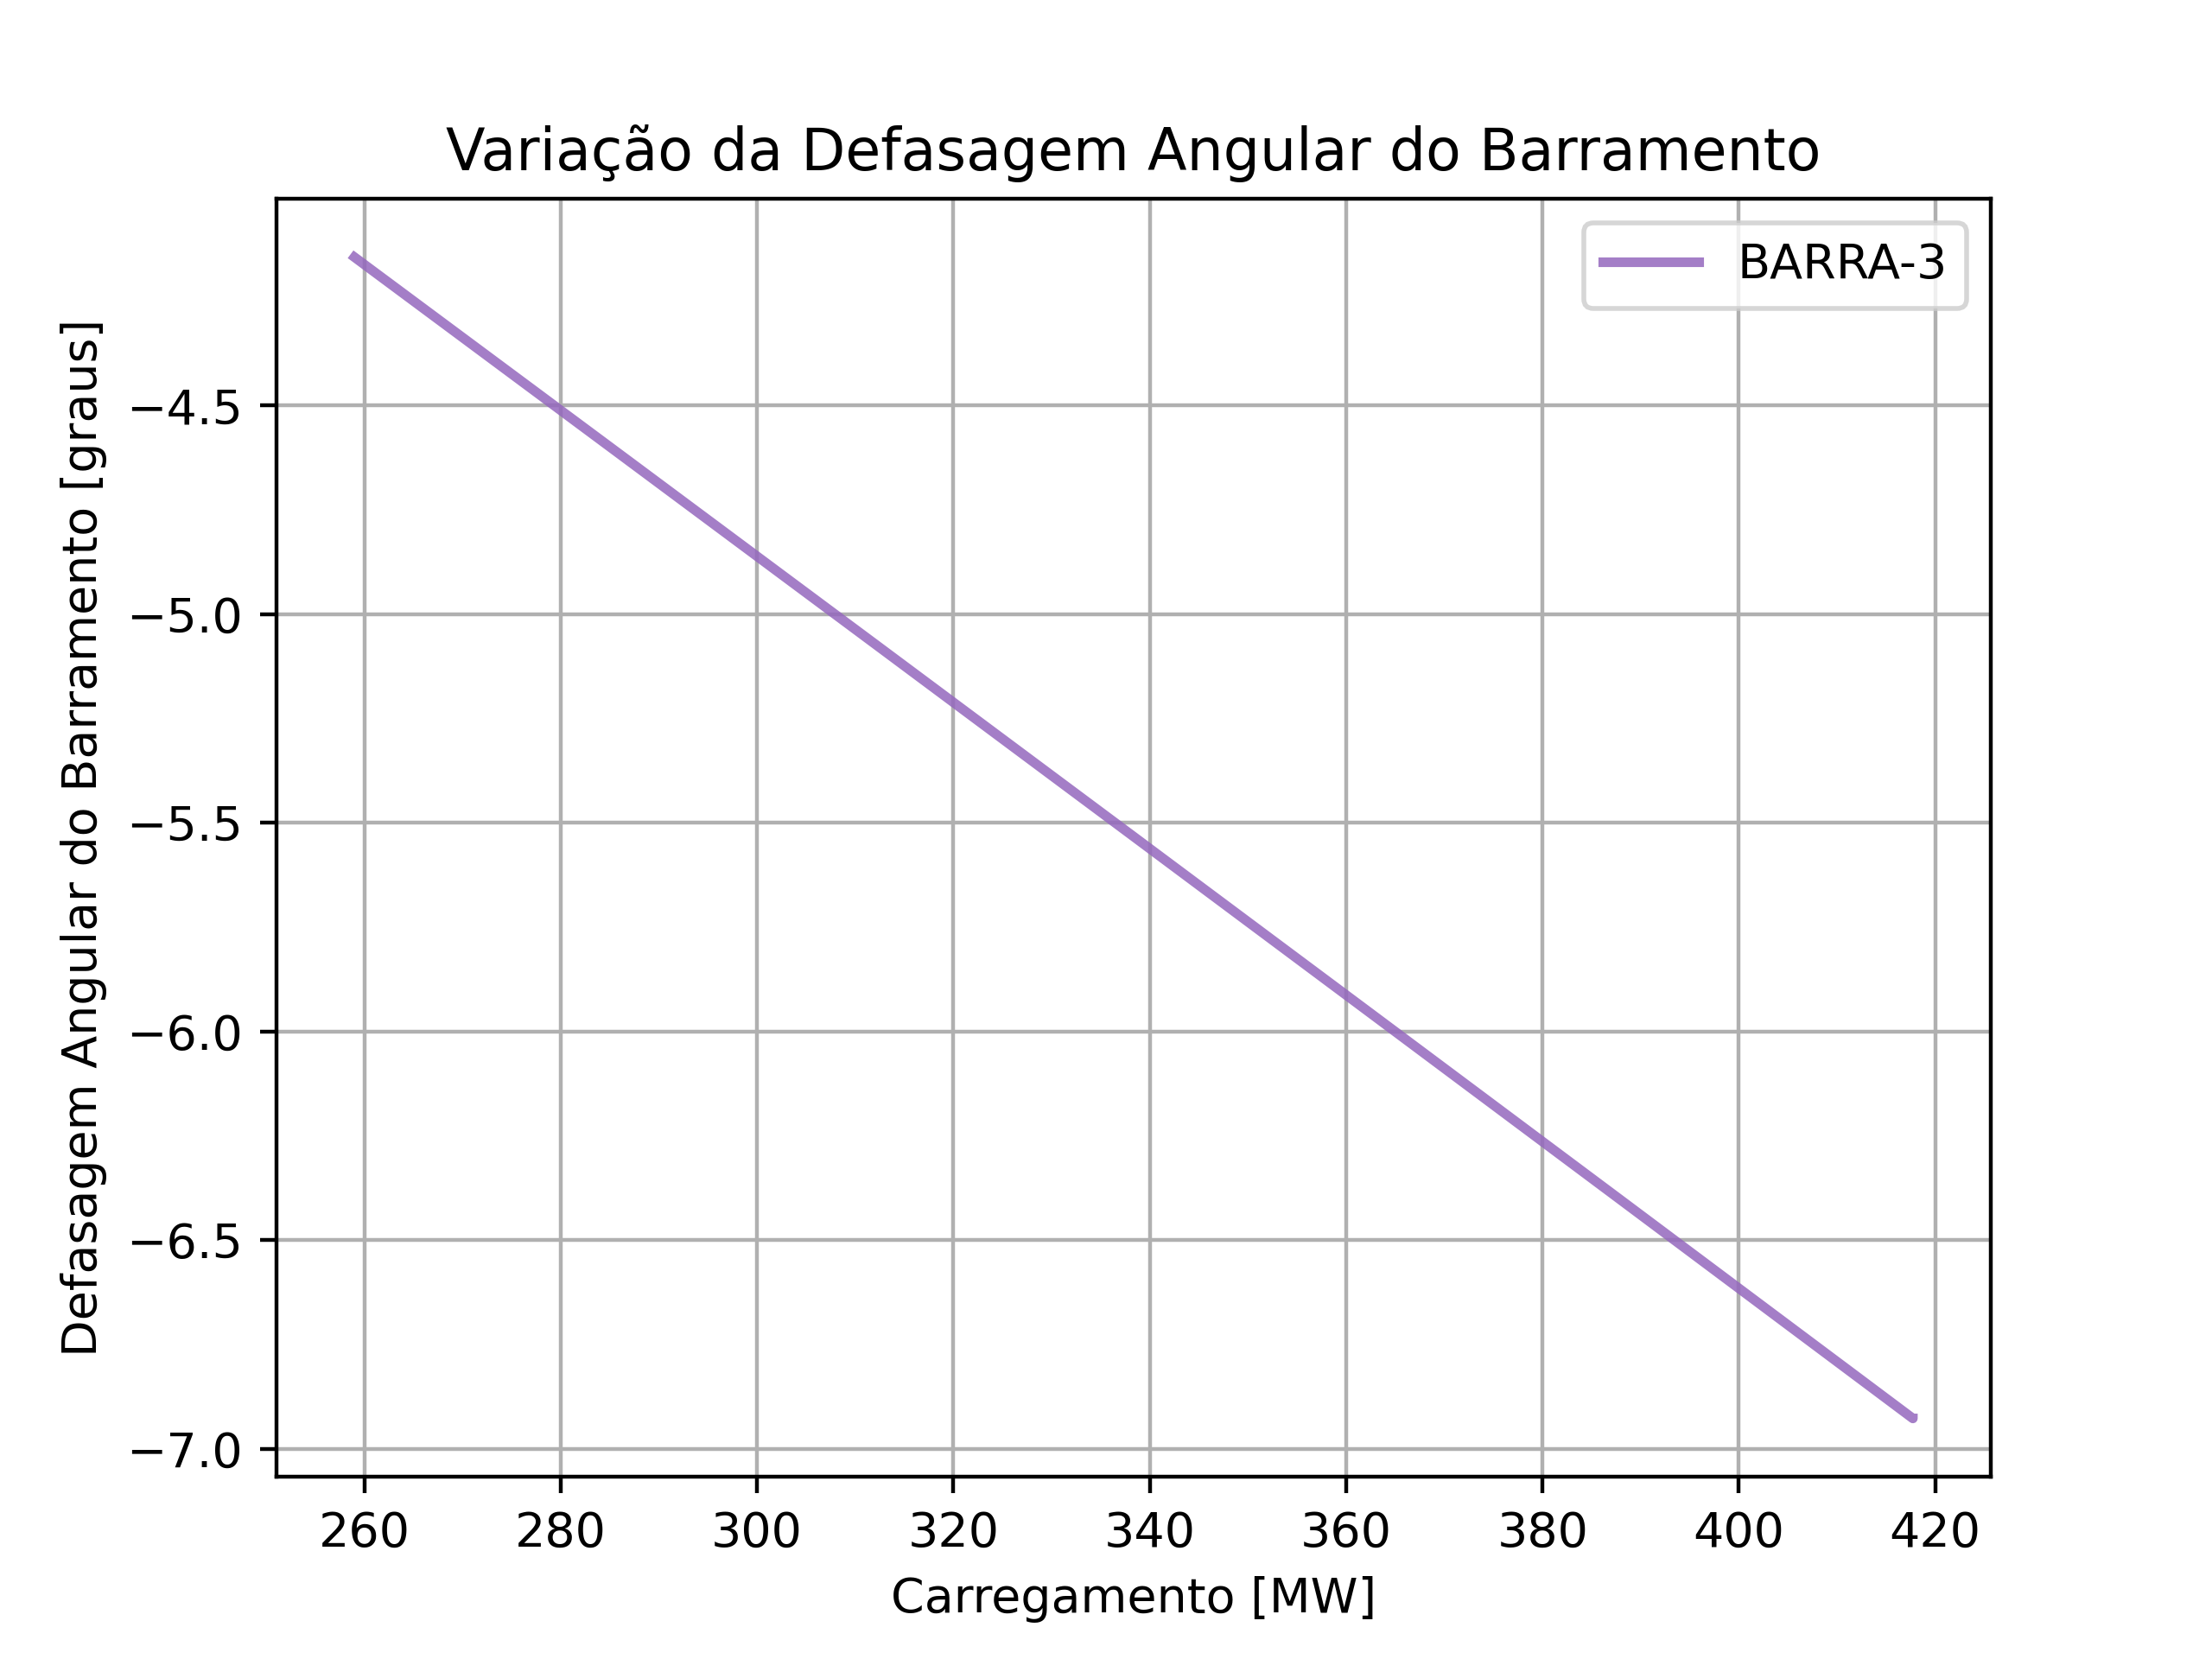 Variação da Defasagem Angular do Barramento
BARRA-3
Defasagem Angular do Barramento [graus]
−4.5
−5.0
−5.5
−6.0
−6.5
−7.0
260 280 300 320 340 360 380 400 420
Carregamento [MW]